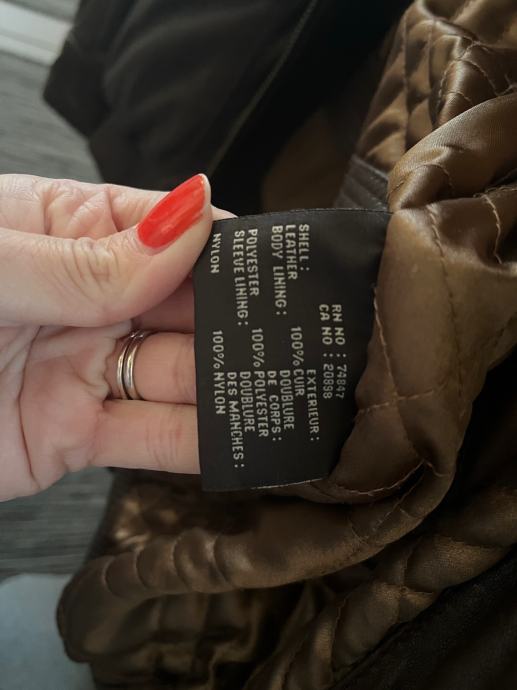 RN NO : 74847
CA NO : 20898
SHELL : EXTERIEUR :
LEATHER 100% CUIR
BODY LINING : DOUBLURE
DE CORPS :
POLYESTER 100% POLYESTER
SLEEVE LINING : DOUBLURE
DES MANCHES :
NYLON 100% NYLON